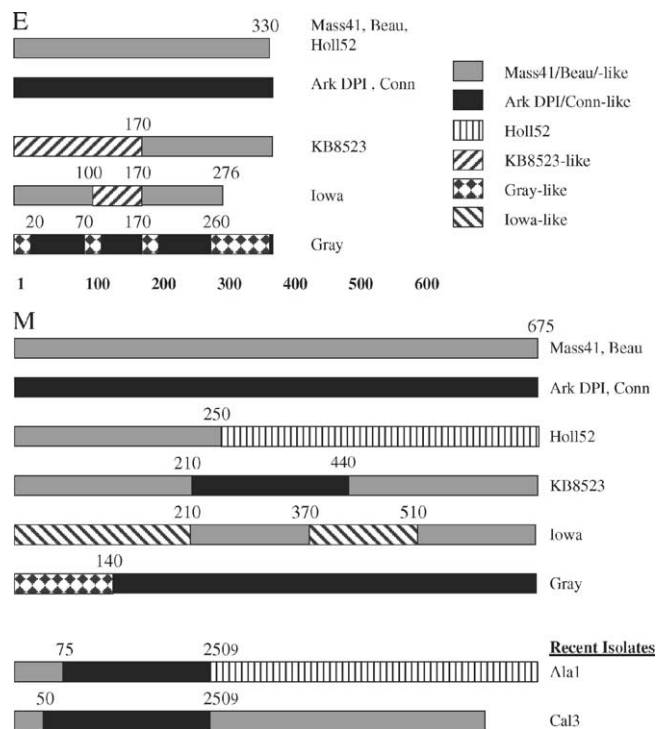 E
330
Mass41, Beau,
Holl52
Ark DPI , Conn
170
KB8523
100 170 276
Iowa
20 70 170 260
Gray
Mass41/Beau/-like
Ark DPI/Conn-like
Holl52
KB8523-like
Gray-like
Iowa-like
1 100 200 300 400 500 600
M
675
Mass41, Beau
Ark DPI, Conn
250
Holl52
210 440
KB8523
210 370 510
Iowa
140
Gray
Recent Isolates
75 2509
Ala1
50 2509
Cal3